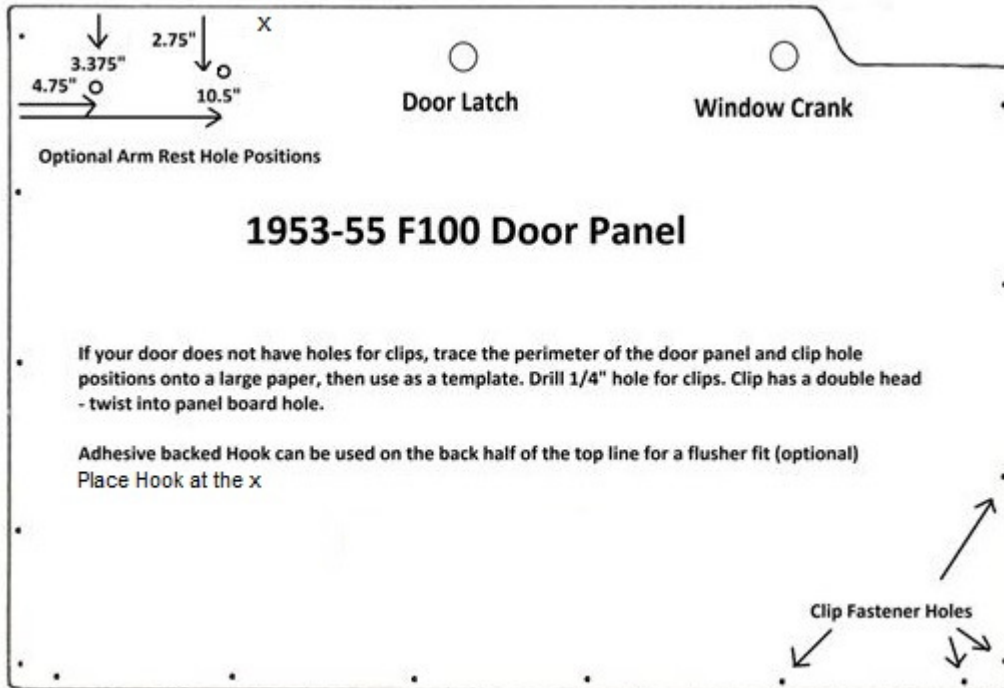 x
2.75"
3.375"
4.75"
10.5"
Door Latch
Window Crank
Optional Arm Rest Hole Positions
1953-55 F100 Door Panel
If your door does not have holes for clips, trace the perimeter of the door panel and clip hole
positions onto a large paper, then use as a template. Drill 1/4" hole for clips. Clip has a double head
- twist into panel board hole.
Adhesive backed Hook can be used on the back half of the top line for a flusher fit (optional)
Place Hook at the x
Clip Fastener Holes